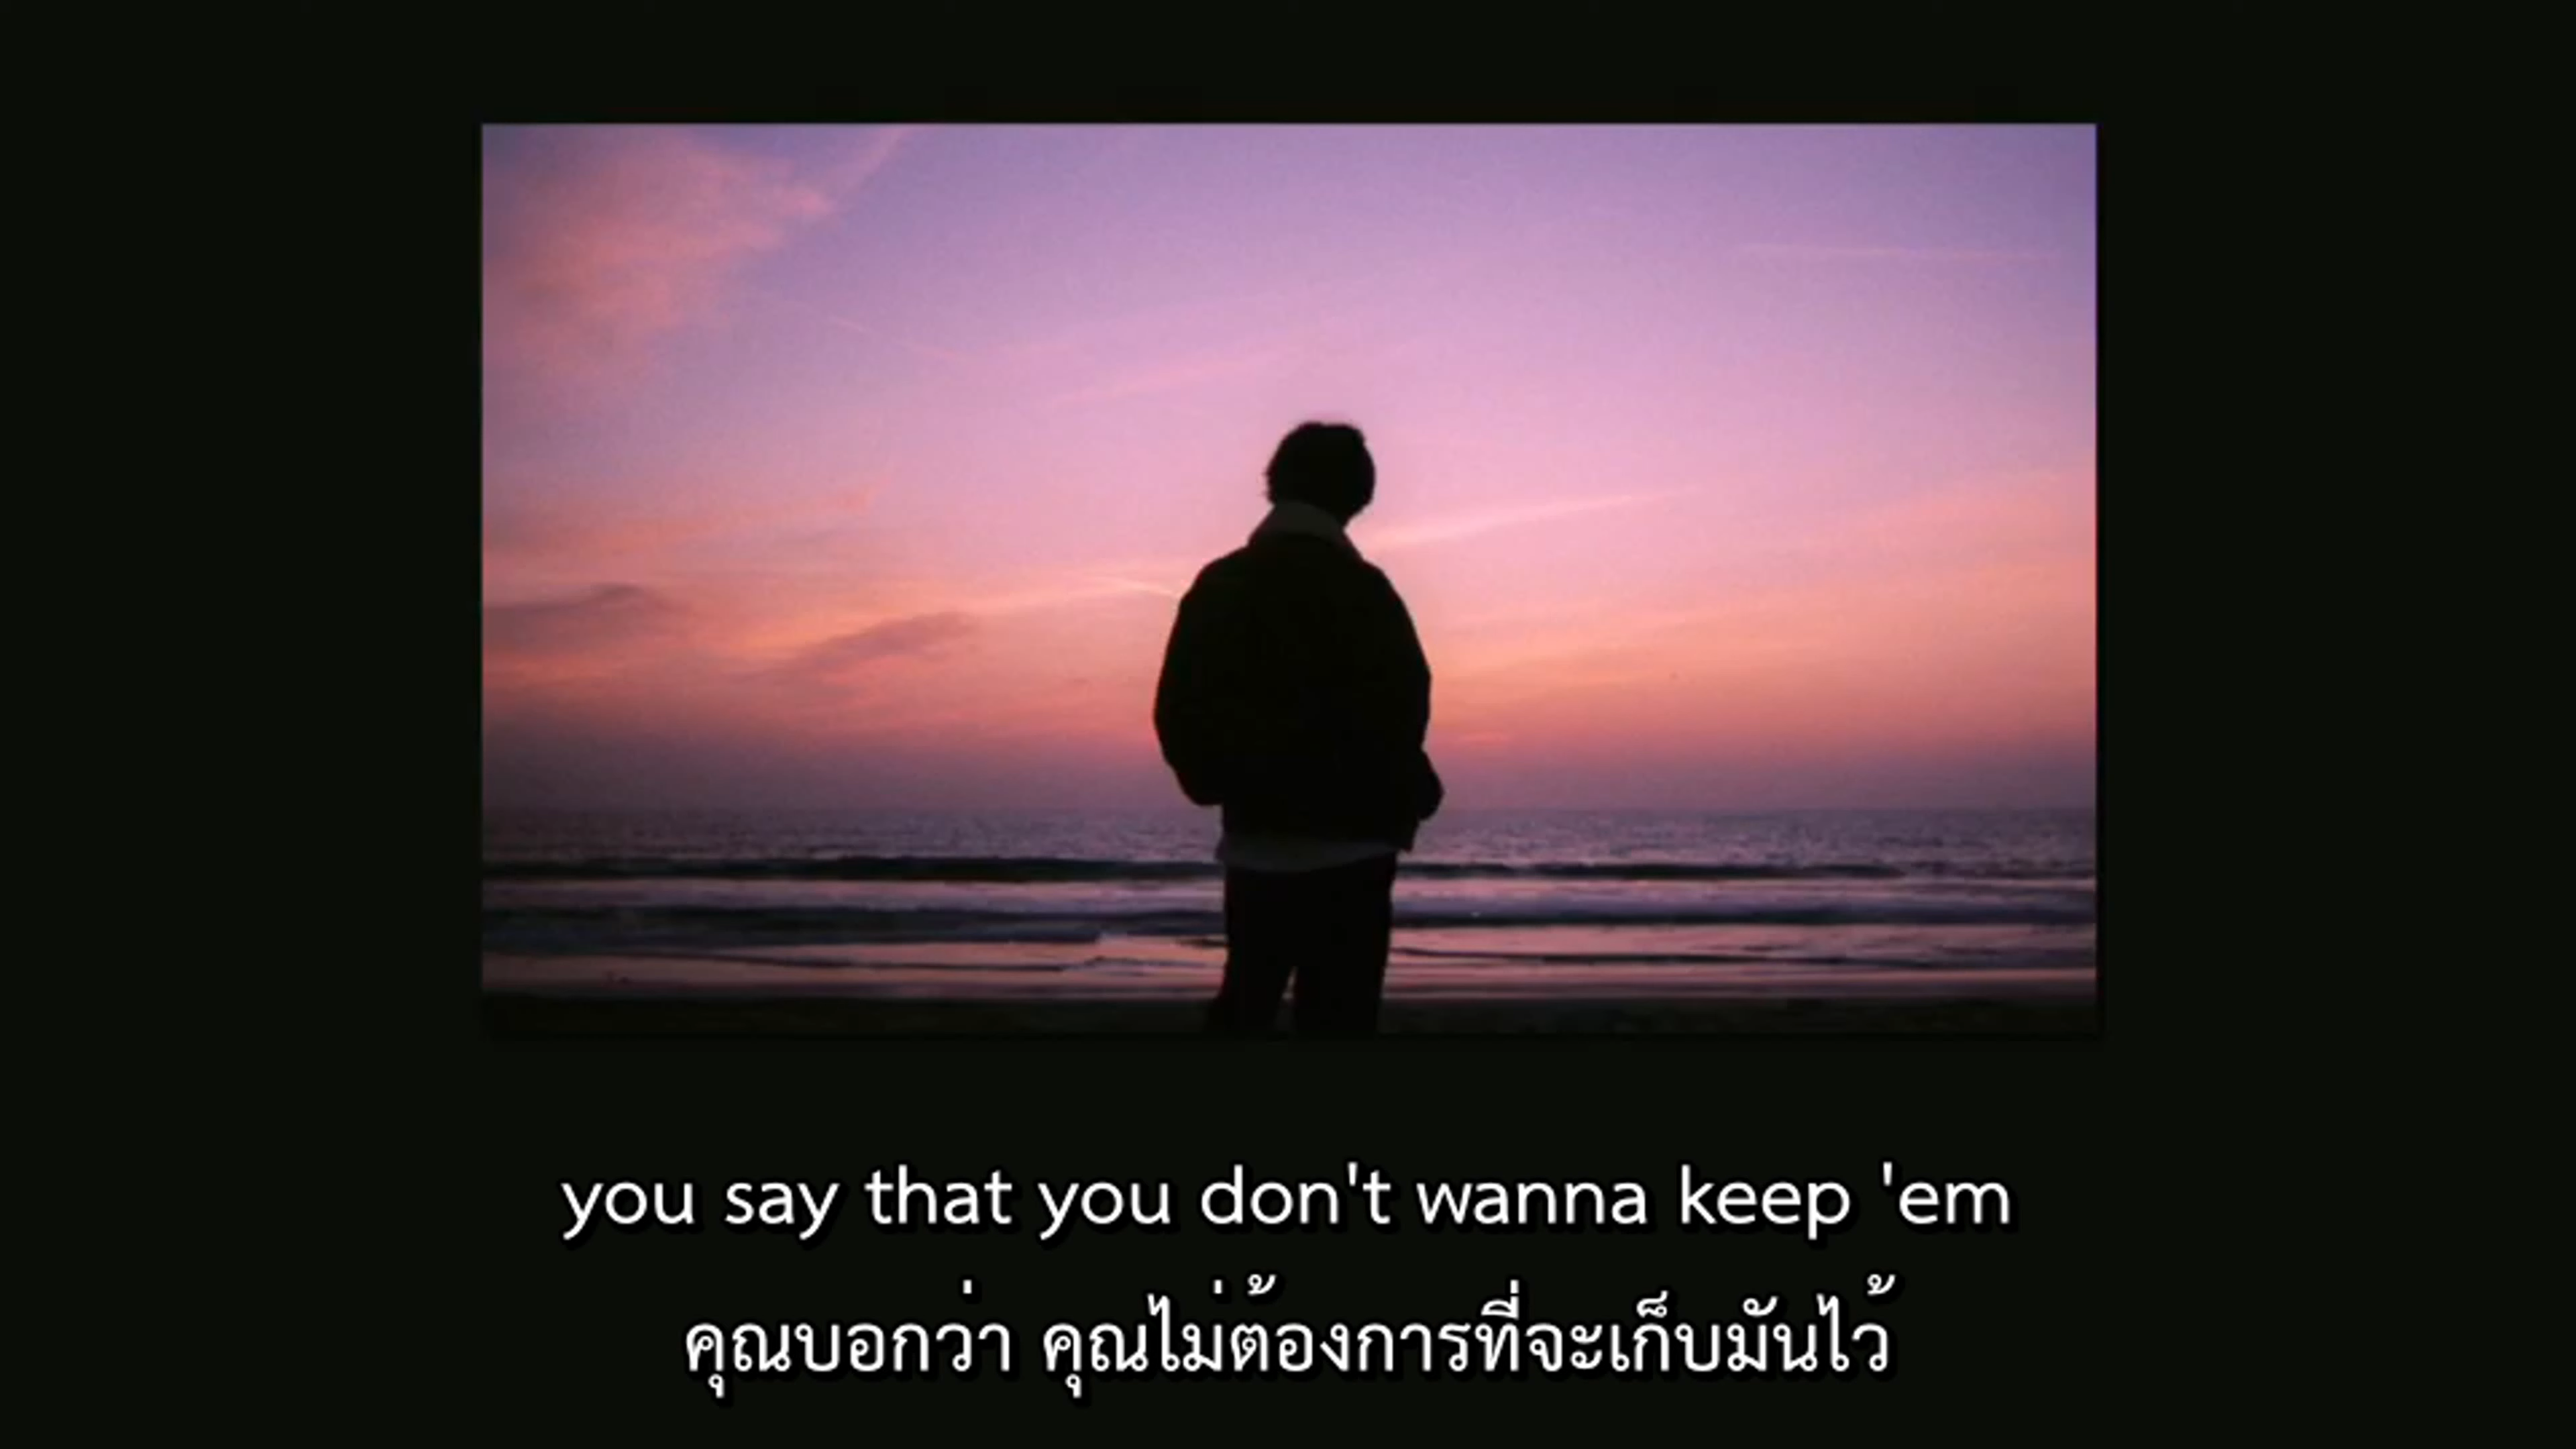 you say that you don't wanna keep 'em
คุณบอกว่า คุณไม่ต้องการที่จะเก็บมันไว้